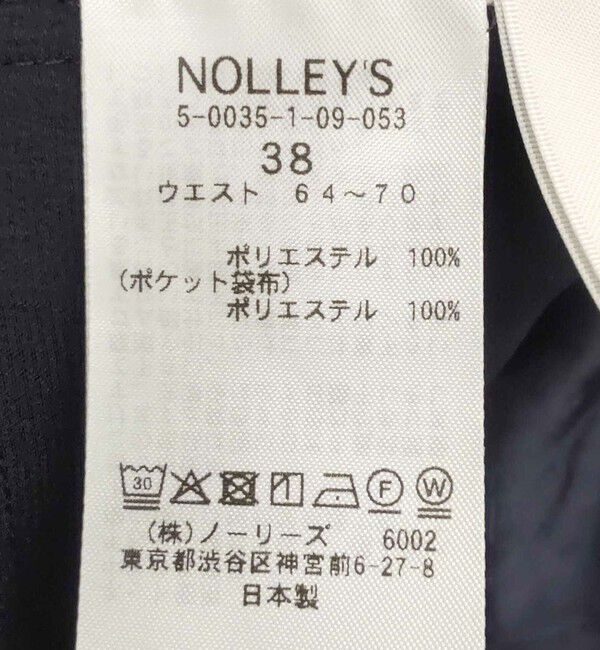 NOLLEY'S
5-0035-1-09-053
38
ウエスト 64～70
ポリエステル 100%
(ポケット袋布)
ポリエステル 100%
30 F W
(株)ノーリーズ 6002
東京都渋谷区神宮前6-27-8
日本製